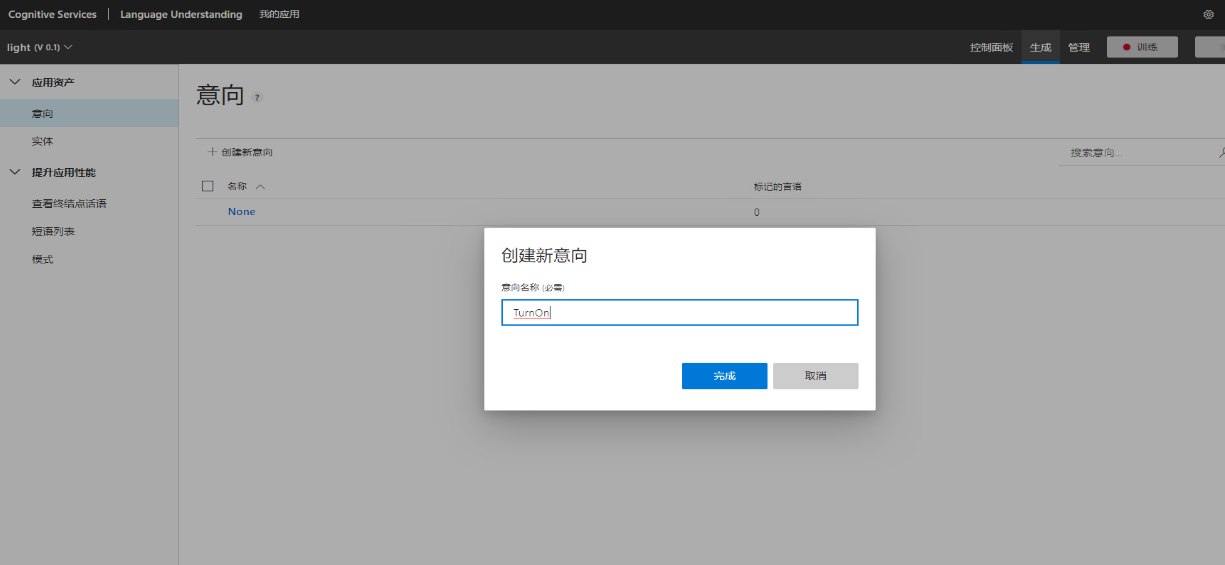 Cognitive Services Language Understanding 我的应用
light (V 0.1) 控制面板 生成 管理 训练
应用资产
意向
实体
提升应用性能
查看终结点话语
短语列表
模式
意向 ?
创建新意向 搜索意向...
名称 标记的言语
None 0
创建新意向
意向名称 (必需)
TurnOn
完成 取消